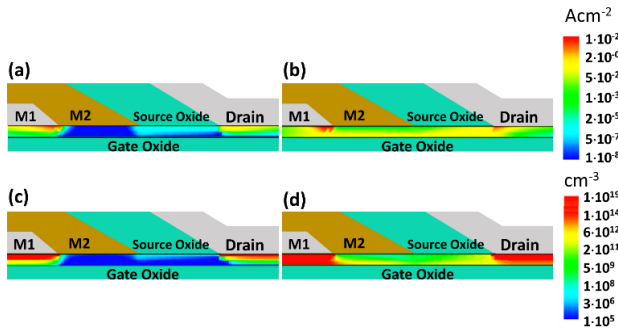 Acm⁻²
(a) (b)
1·10⁻²
2·10⁻⁰
5·10⁻²
1·10⁻³
2·10⁻⁵
5·10⁻⁷
1·10⁻⁸
M1 M2 Source Oxide Drain
Gate Oxide
M1 M2 Source Oxide Drain
Gate Oxide
cm⁻³
(c) (d)
1·10¹⁹
1·10¹⁴
6·10¹²
2·10¹¹
5·10⁹
1·10⁸
3·10⁶
1·10⁵
M1 M2 Source Oxide Drain
Gate Oxide
M1 M2 Source Oxide Drain
Gate Oxide